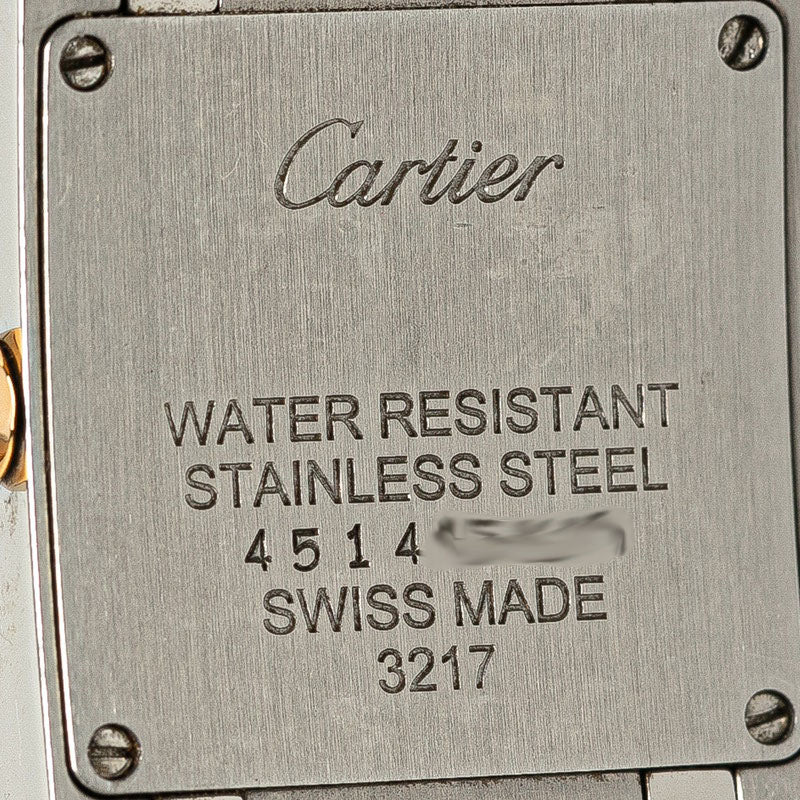 Cartier
WATER RESISTANT
STAINLESS STEEL
4514
SWISS MADE
3217